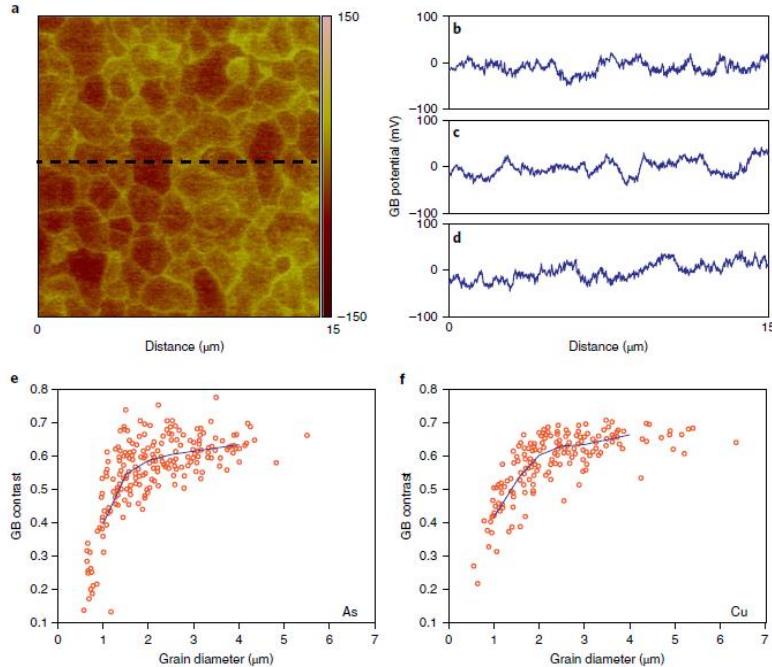 a
150
−150
0
15
Distance (μm)
b
100
0
−100
c
100
0
−100
d
100
0
−100
GB potential (mV)
0
15
Distance (μm)
e
0.8
0.7
0.6
0.5
0.4
0.3
0.2
0.1
GB contrast
As
0 1 2 3 4 5 6 7
Grain diameter (μm)
f
0.8
0.7
0.6
0.5
0.4
0.3
0.2
0.1
GB contrast
Cu
0 1 2 3 4 5 6 7
Grain diameter (μm)